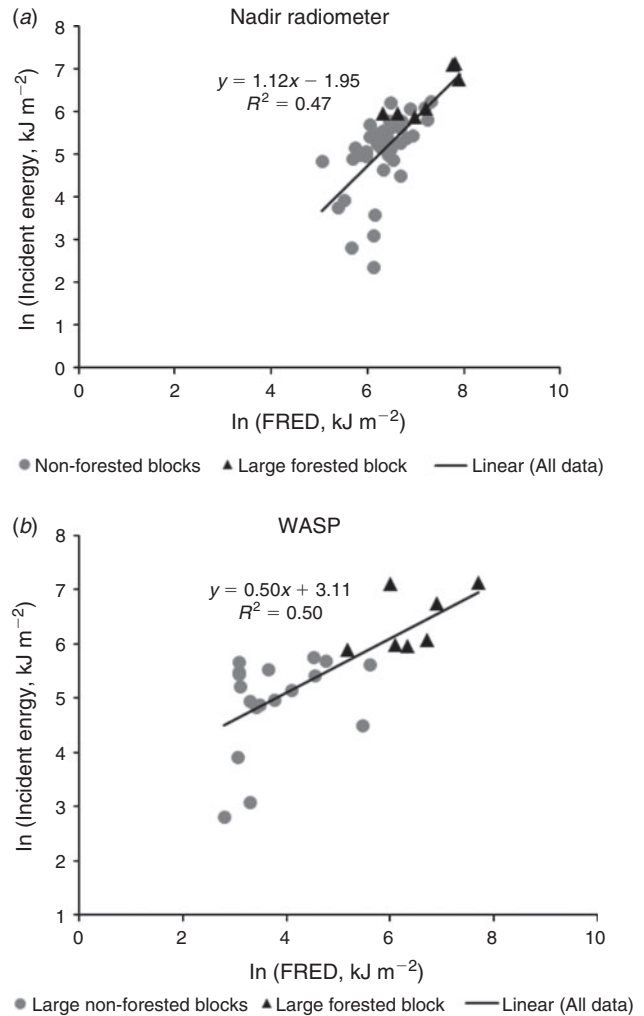 (a) Nadir radiometer
8
7
y = 1.12x − 1.95
6
R² = 0.47
5
4
3
2
1
0
0 2 4 6 8 10
ln (Incident energy, kJ m⁻²)
ln (FRED, kJ m⁻²)
Non-forested blocks Large forested block Linear (All data)
(b) WASP
8
7
y = 0.50x + 3.11
R² = 0.50
6
5
4
3
2
1
0 2 4 6 8 10
ln (Incident enrgy, kJ m⁻²)
ln (FRED, kJ m⁻²)
Large non-forested blocks Large forested block Linear (All data)